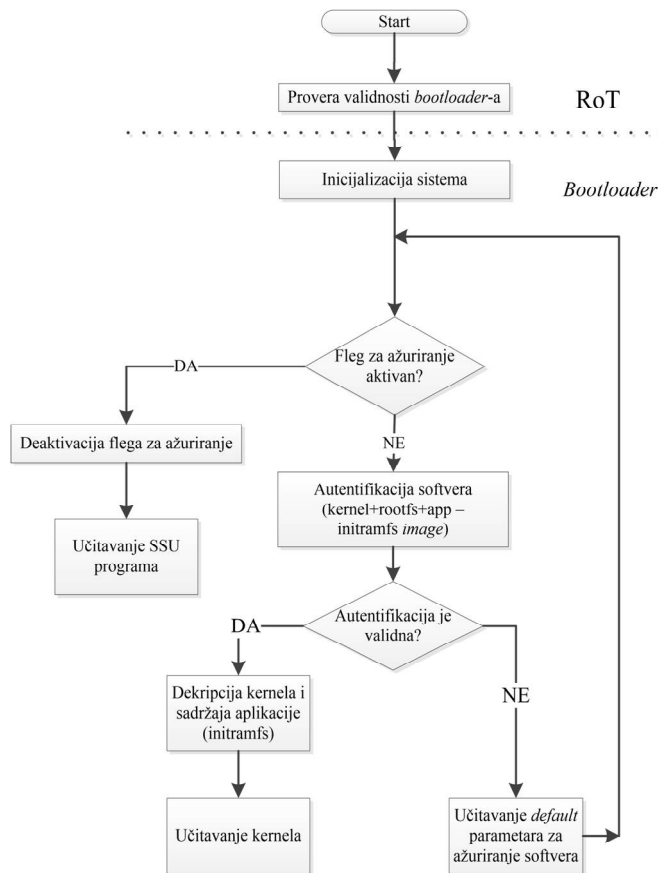 Start
Provera validnosti bootloader-a
RoT
Inicijalizacija sistema
Bootloader
Fleg za ažuriranje
aktivan?
DA
NE
Deaktivacija flega za ažuriranje
Učitavanje SSU
programa
Autentifikacija softvera
(kernel+rootfs+app –
initramfs image)
Autentifikacija je
validna?
DA
NE
Dekripcija kernela i
sadržaja aplikacije
(initramfs)
Učitavanje kernela
Učitavanje default
parametara za
ažuriranje softvera